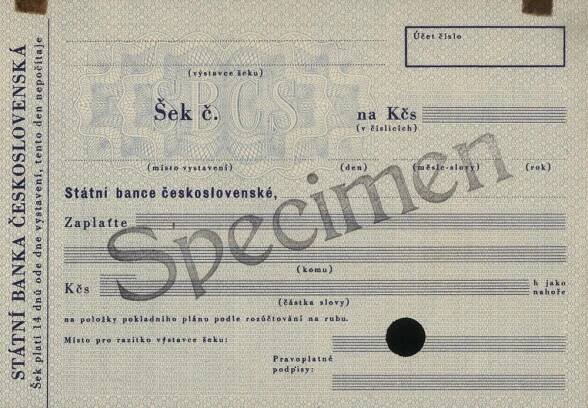 STÁTNÍ BANKA ČESKOSLOVENSKÁ
Šek platí 14 dnů ode dne vystavení, tento den nepočítaje
Účet číslo
(výstavce šeku)
SBCS
Šek č.
na Kčs
(v číslicích)
(místo vystavení) (den) (měsíc-slovy) (rok)
Státní bance československé,
Zaplaťte
Specimen
(komu)
Kčs
h jako
nahoře
(částka slovy)
na položky pokladního plánu podle rozúčtování na rubu.
Místo pro razítko výstavce šeku:
Pravoplatné
podpisy: